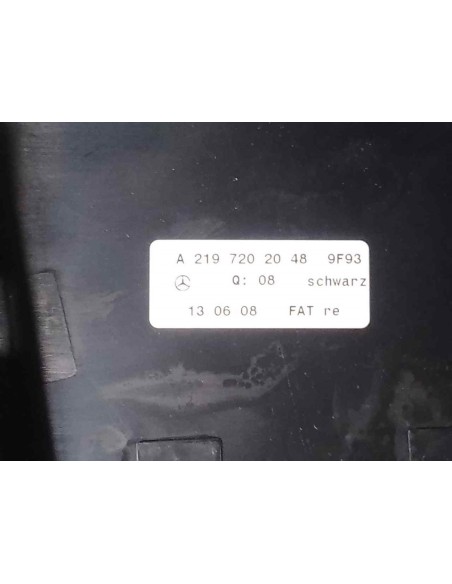 A 219 720 20 48 9F93
Q: 08 schwarz
13 06 08 FAT re